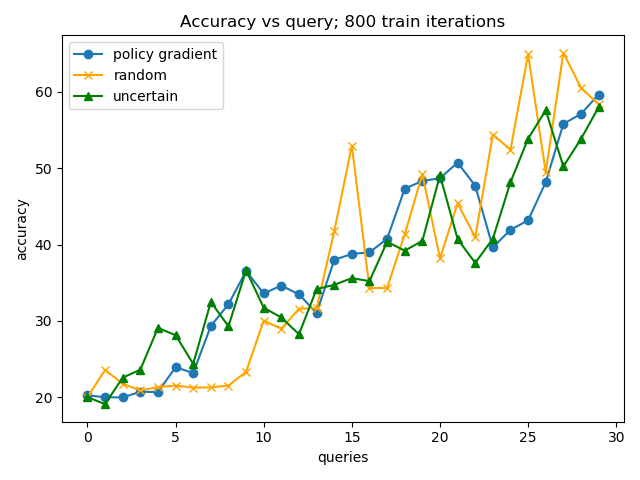 Accuracy vs query; 800 train iterations
policy gradient
random
uncertain
60
50
40
30
20
accuracy
0 5 10 15 20 25 30
queries